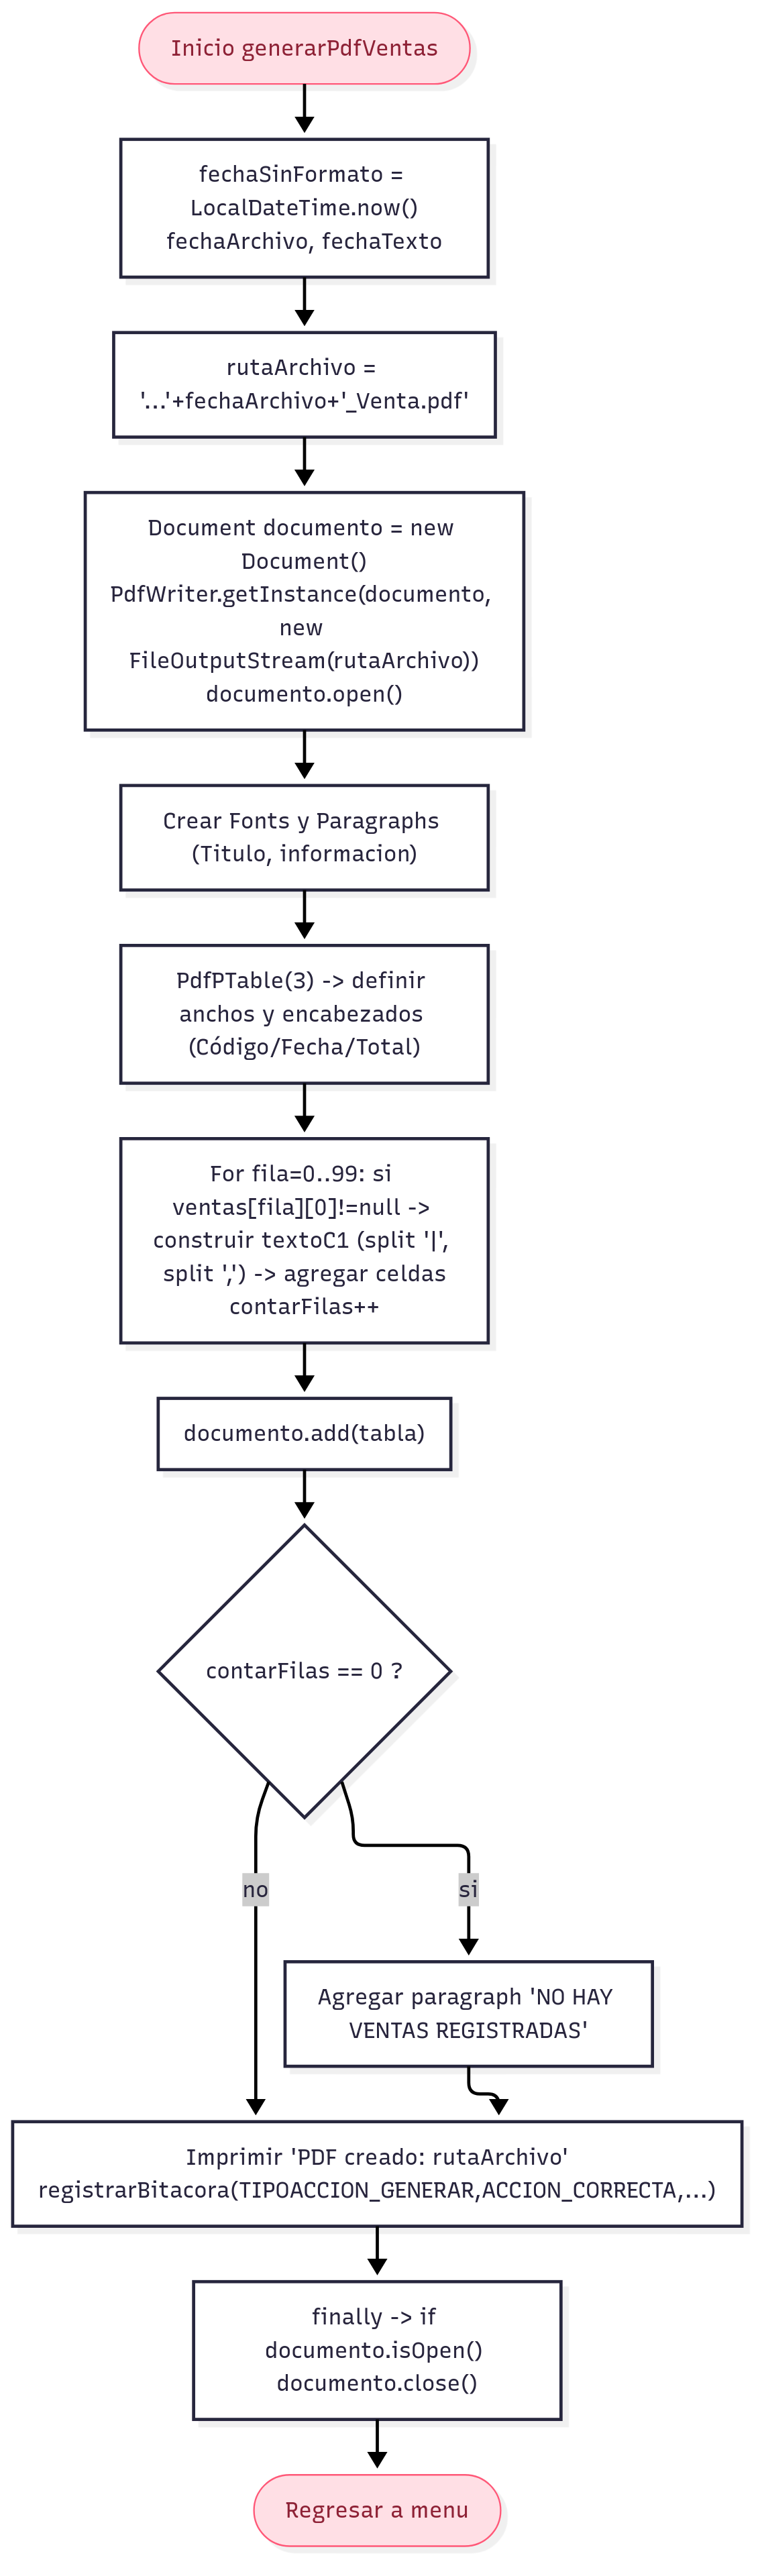 Inicio generarPdfVentas
fechaSinFormato =
LocalDateTime.now()
fechaArchivo, fechaTexto
rutaArchivo =
'...'+fechaArchivo+'_Venta.pdf'
Document documento = new
Document()
PdfWriter.getInstance(documento,
new
FileOutputStream(rutaArchivo))
documento.open()
Crear Fonts y Paragraphs
(Titulo, informacion)
PdfPTable(3) -> definir
anchos y encabezados
(Código/Fecha/Total)
For fila=0..99: si
ventas[fila][0]!=null ->
construir textoC1 (split '|',
split ',') -> agregar celdas
contarFilas++
documento.add(tabla)
contarFilas == 0 ?
no
si
Agregar paragraph 'NO HAY
VENTAS REGISTRADAS'
Imprimir 'PDF creado: rutaArchivo'
registrarBitacora(TIPOACCION_GENERAR,ACCION_CORRECTA,...)
finally -> if
documento.isOpen()
documento.close()
Regresar a menu